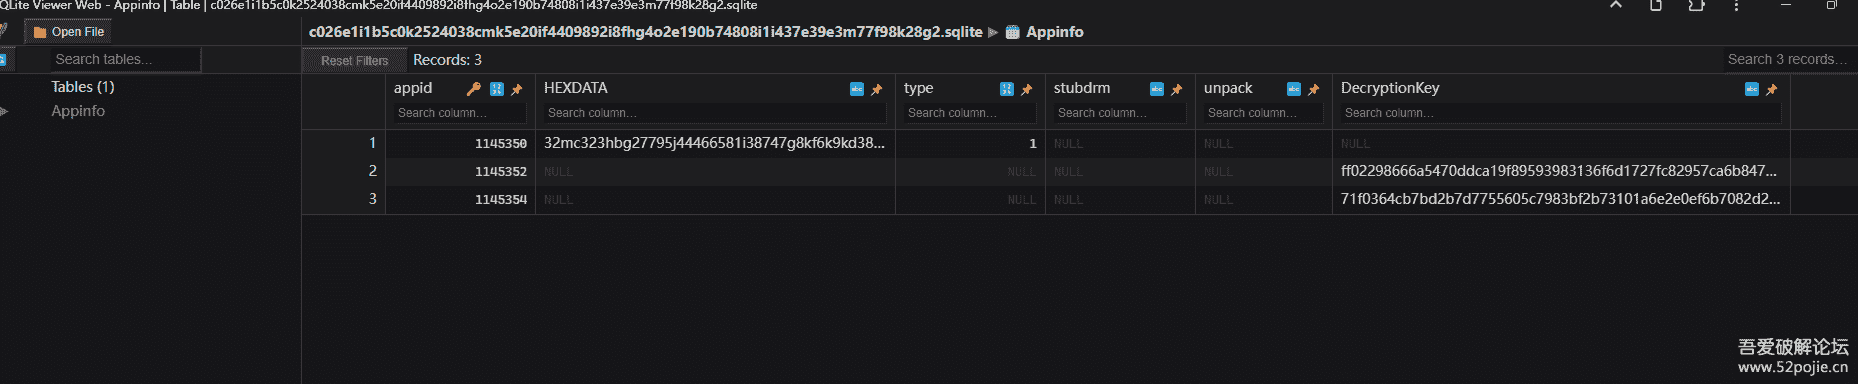 QLite Viewer Web - Appinfo | Table | c026e1i1b5c0k2524038cmk5e20if4409892i8fhg4o2e190b74808i1i437e39e3m77f98k28g2.sqlite
Open File
c026e1i1b5c0k2524038cmk5e20if4409892i8fhg4o2e190b74808i1i437e39e3m77f98k28g2.sqlite Appinfo
Search tables...
Reset Filters Records: 3 Search 3 records...
Tables (1)
Appinfo
appid HEXDATA type stubdrm unpack DecryptionKey
Search column... Search column... Search column... Search column... Search column... Search column...
1 1145350 32mc323hbg27795j44466581i38747g8kf6k9kd38... 1 NULL NULL NULL
2 1145352 NULL NULL NULL NULL ff02298666a5470ddca19f89593983136f6d1727fc82957ca6b847...
3 1145354 NULL NULL NULL NULL 71f0364cb7bd2b7d7755605c7983bf2b73101a6e2e0ef6b7082d2...
吾爱破解论坛
www.52pojie.cn